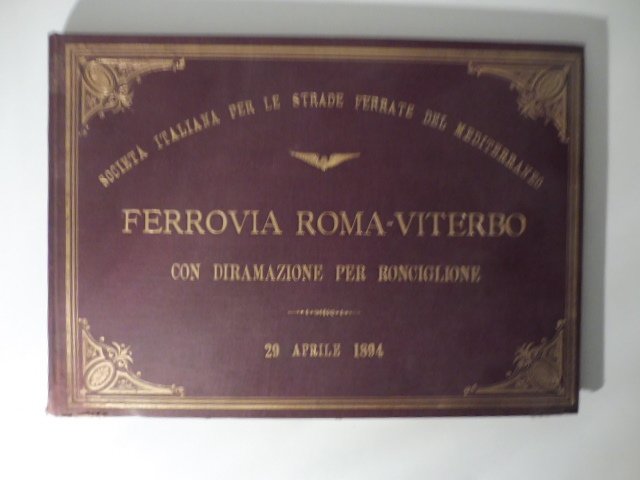 SOCIETÀ ITALIANA PER LE STRADE FERRATE DEL MEDITERRANEO
FERROVIA ROMA-VITERBO
CON DIRAMAZIONE PER RONCIGLIONE
29 APRILE 1894